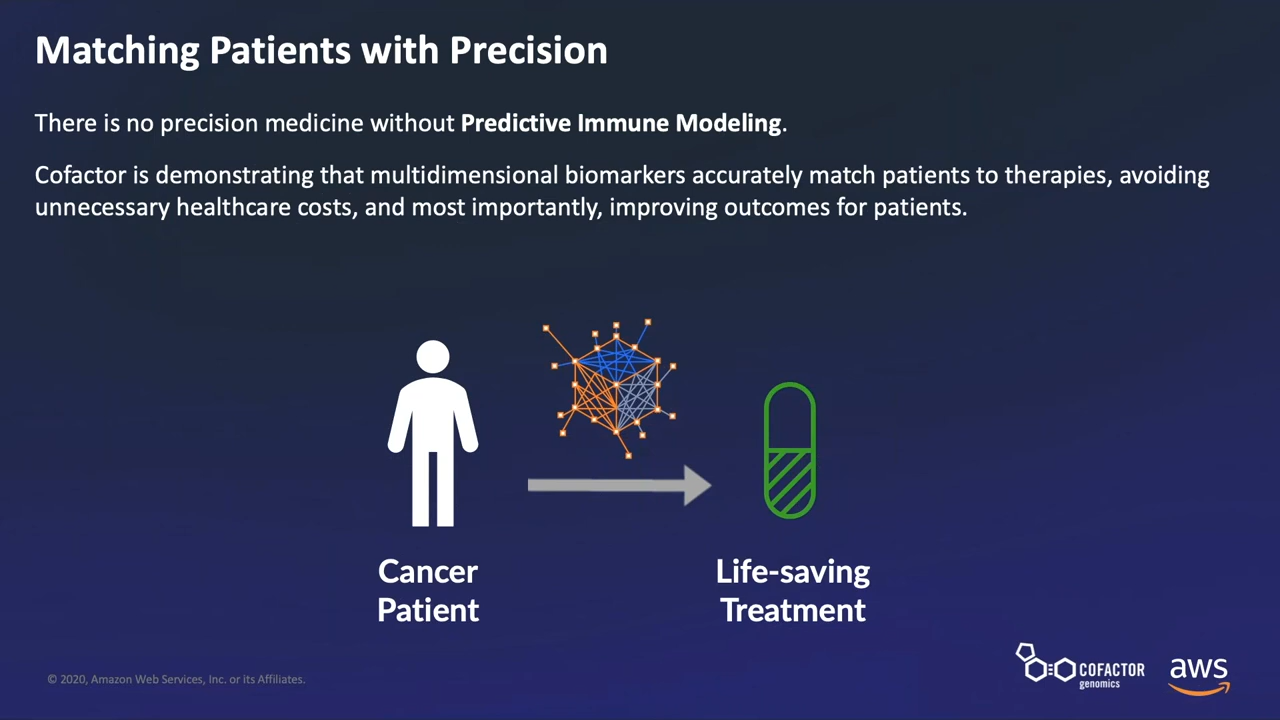 Matching Patients with Precision
There is no precision medicine without Predictive Immune Modeling.
Cofactor is demonstrating that multidimensional biomarkers accurately match patients to therapies, avoiding
unnecessary healthcare costs, and most importantly, improving outcomes for patients.
Cancer
Patient
Life-saving
Treatment
© 2020, Amazon Web Services, Inc. or its Affiliates.
COFACTOR
genomics
aws